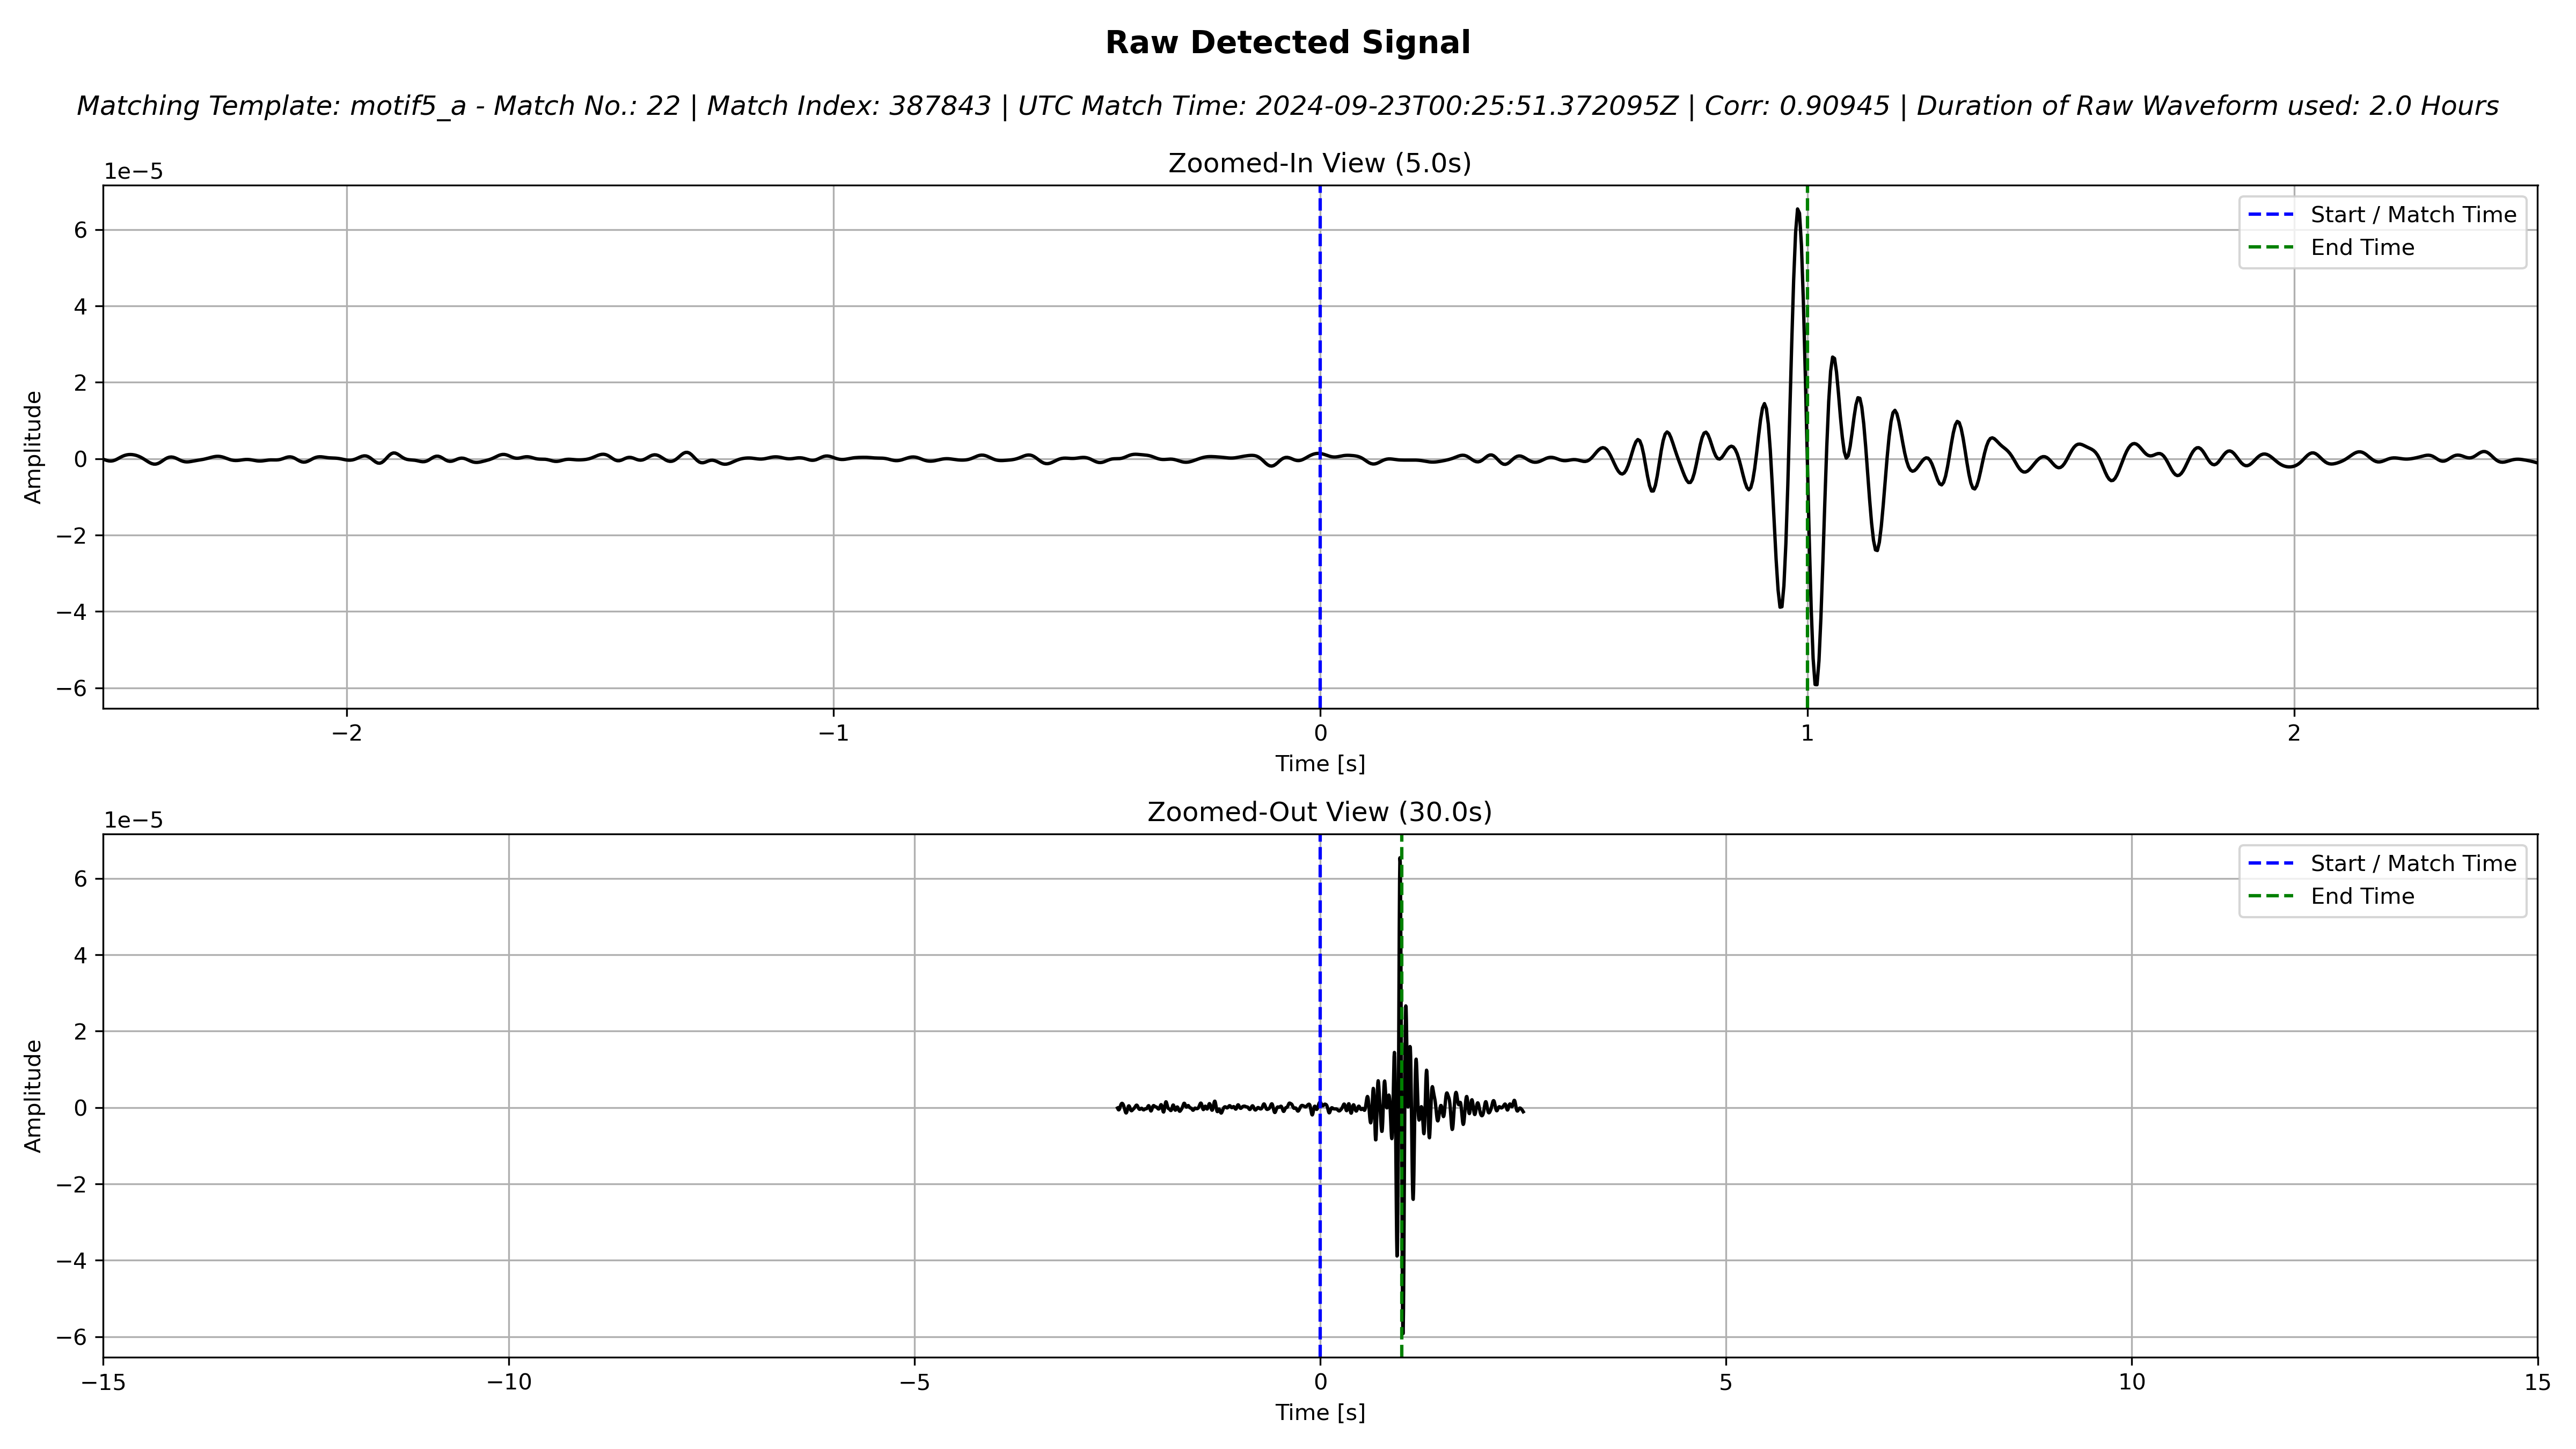 Raw Detected Signal
Matching Template: motif5_a - Match No.: 22 | Match Index: 387843 | UTC Match Time: 2024-09-23T00:25:51.372095Z | Corr: 0.90945 | Duration of Raw Waveform used: 2.0 Hours
Zoomed-In View (5.0s)
1e−5
6
4
2
0
−2
−4
−6
Amplitude
Start / Match Time
End Time
−2
−1
0
1
2
Time [s]
Zoomed-Out View (30.0s)
1e−5
6
4
2
0
−2
−4
−6
Amplitude
Start / Match Time
End Time
−15
−10
−5
0
5
10
15
Time [s]